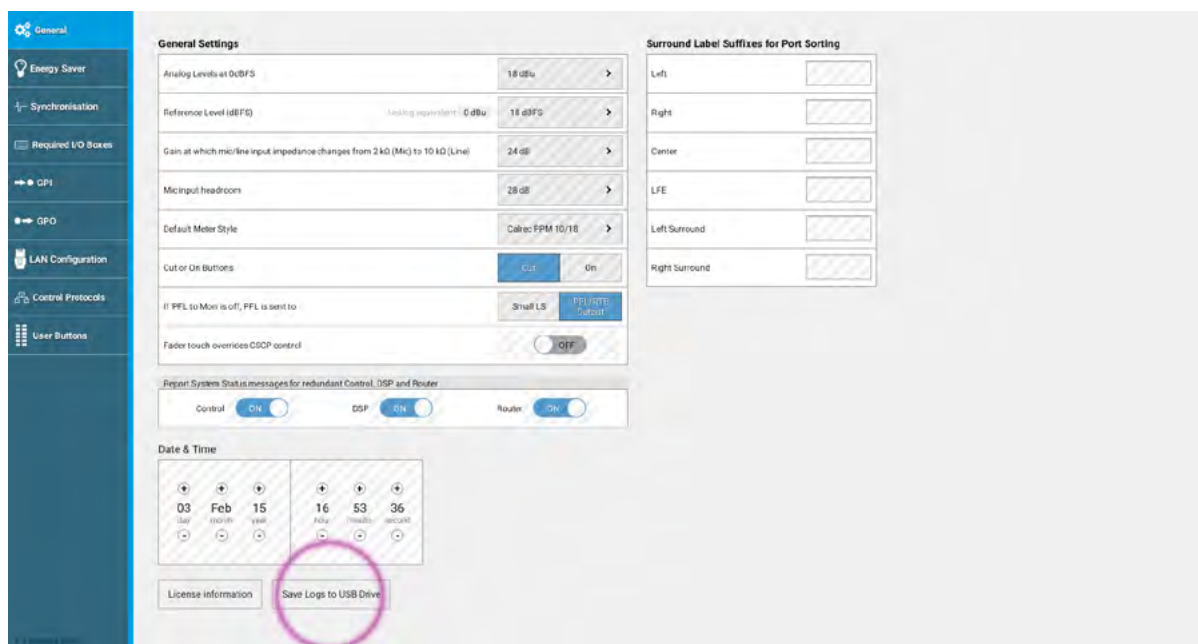 General
Energy Saver
Synchronisation
Required I/O Boxes
GPI
GPO
LAN Configuration
Control Protocols
User Buttons
General Settings
Analog Levels at 0dBFS 18 dBu
Reference Level (dBFS) Analog equivalent 0 dBu 18 dBFS
Gain at which mic/line input impedance changes from 2 kΩ (Mic) to 10 kΩ (Line) 24 dB
Mic input headroom 28 dB
Default Meter Style Calrec PPM 10/18
Cut or On Buttons Cut On
If PFL to Mon is off, PFL is sent to Small LS PFL/RTB
Output
Fader touch overrides CSCP control OFF
Report System Status messages for redundant Control, DSP and Router
Control ON DSP ON Router ON
Date & Time
03 Feb 15 16 53 36
day month year hour minute second
License information Save Logs to USB Drive
Surround Label Suffixes for Port Sorting
Left
Right
Center
LFE
Left Surround
Right Surround